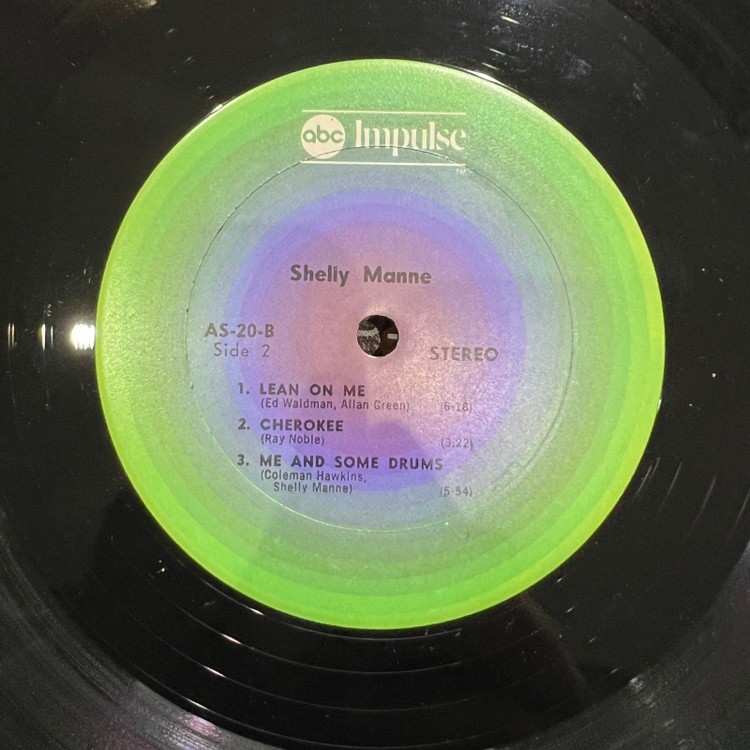 abc Impulse
TM
Shelly Manne
AS-20-B
Side 2
STEREO
1. LEAN ON ME
(Ed Waldman, Allan Green) (6:18)
2. CHEROKEE
(Ray Noble) (3:22)
3. ME AND SOME DRUMS
(Coleman Hawkins,
Shelly Manne) (5:54)